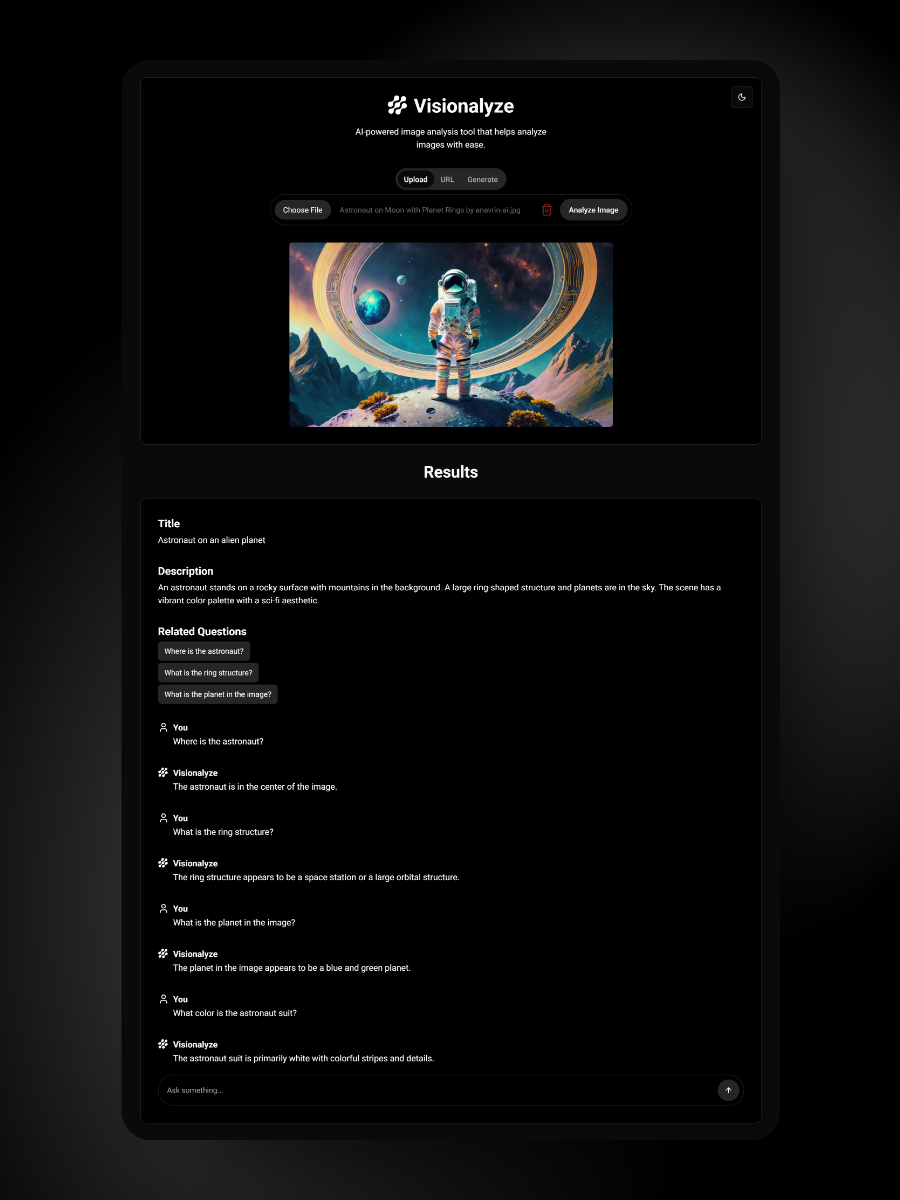 Visionalyze
AI-powered image analysis tool that helps analyze
images with ease.
Upload URL Generate
Choose File Astronaut on Moon with Planet Rings by anavrin-ai.jpg Analyze Image
Results
Title
Astronaut on an alien planet
Description
An astronaut stands on a rocky surface with mountains in the background. A large ring-shaped structure and planets are in the sky. The scene has a
vibrant color palette with a sci-fi aesthetic.
Related Questions
Where is the astronaut?
What is the ring structure?
What is the planet in the image?
You
Where is the astronaut?
Visionalyze
The astronaut is in the center of the image.
You
What is the ring structure?
Visionalyze
The ring structure appears to be a space station or a large orbital structure.
You
What is the planet in the image?
Visionalyze
The planet in the image appears to be a blue and green planet.
You
What color is the astronaut suit?
Visionalyze
The astronaut suit is primarily white with colorful stripes and details.
Ask something...